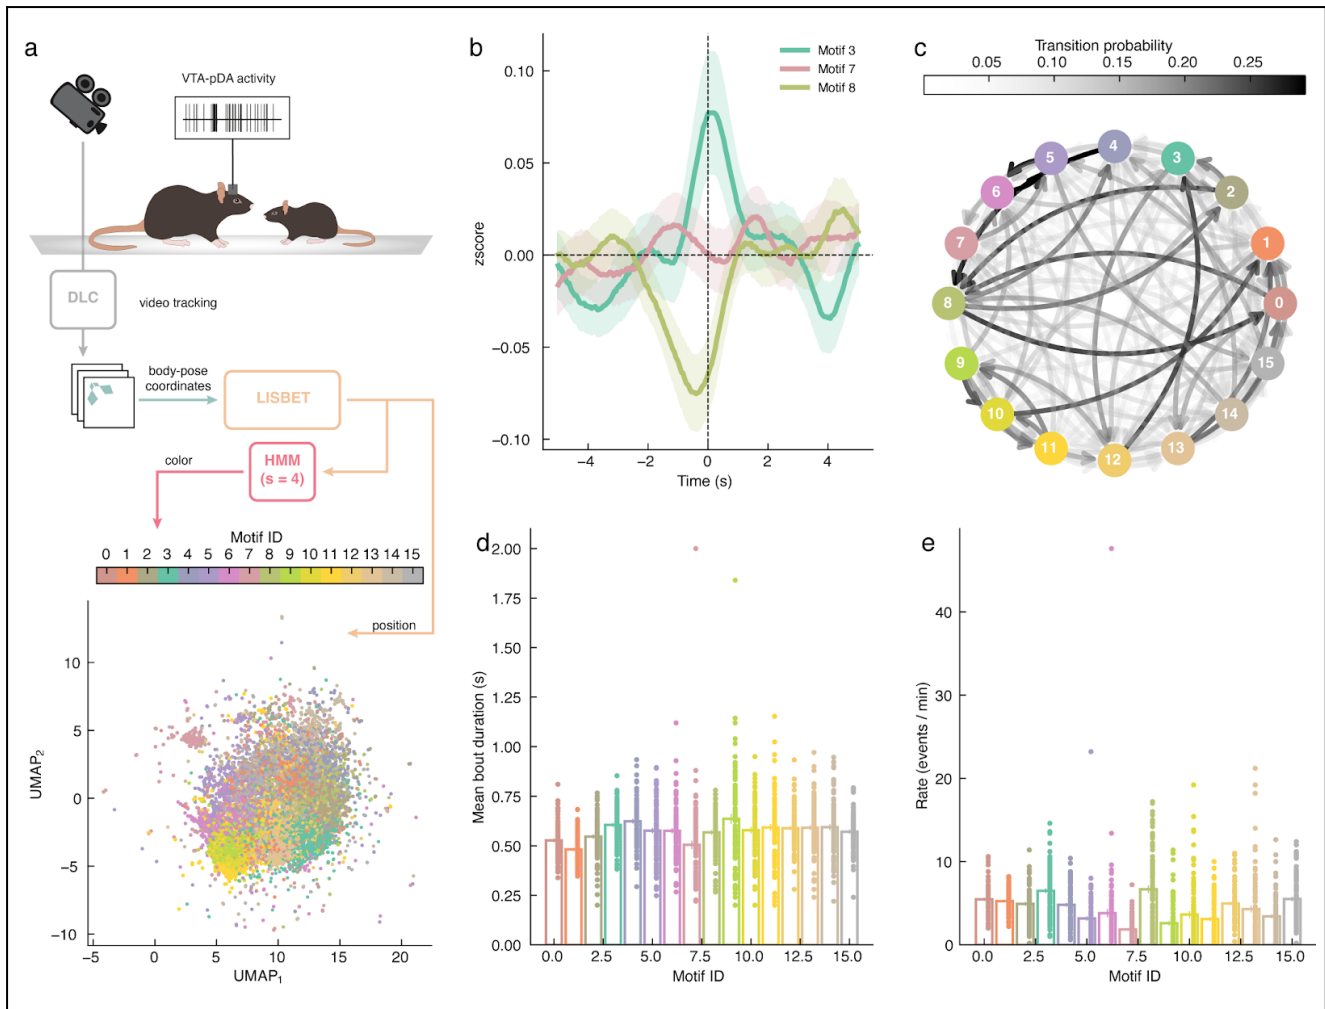 a
VTA-pDA activity
DLC
video tracking
body-pose
coordinates
LISBET
HMM
(s = 4)
color
Motif ID
0 1 2 3 4 5 6 7 8 9 10 11 12 13 14 15
position
10
5
0
−5
−10
UMAP2
−5 0 5 10 15 20
UMAP1
b
Motif 3
Motif 7
Motif 8
0.10
0.05
0.00
−0.05
−0.10
zscore
−4 −2 0 2 4
Time (s)
c
Transition probability
0.05 0.10 0.15 0.20 0.25
4
5
3
6
2
7
1
8
0
9
15
10
14
11
12
13
d
2.00
1.75
1.50
1.25
1.00
0.75
0.50
0.25
0.00
Mean bout duration (s)
0.0 2.5 5.0 7.5 10.0 12.5 15.0
Motif ID
e
40
30
20
10
0
Rate (events / min)
0.0 2.5 5.0 7.5 10.0 12.5 15.0
Motif ID